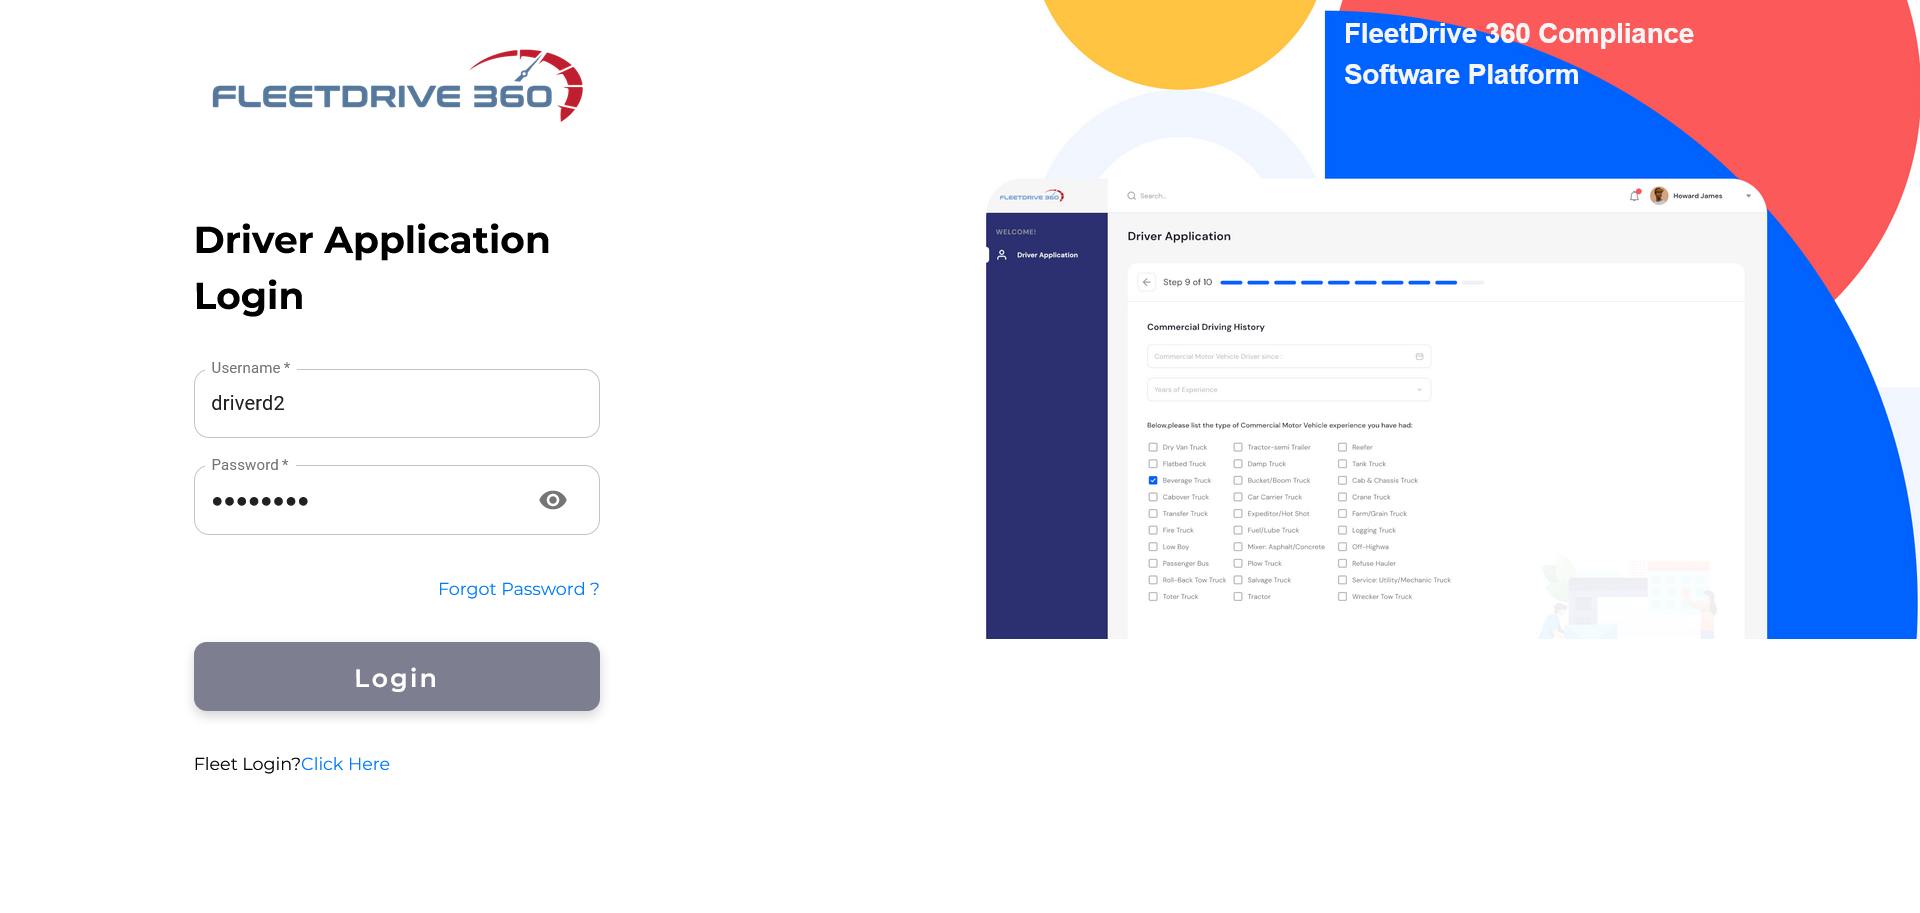 FLEETDRIVE 360
Driver Application
Login
Username *
driverd2
Password *
••••••••
Forgot Password ?
Login
Fleet Login?Click Here
FleetDrive 360 Compliance
Software Platform
FLEETDRIVE 360
Search...
Howard James
WELCOME!
Driver Application
Driver Application
Step 9 of 10
Commercial Driving History
Commercial Motor Vehicle Driver since :
Years of Experience
Below,please list the type of Commercial Motor Vehicle experience you have had:
Dry Van Truck Tractor-semi Trailer Reefer
Flatbed Truck Damp Truck Tank Truck
Beverage Truck Bucket/Boom Truck Cab & Chassis Truck
Cabover Truck Car Carrier Truck Crane Truck
Transfer Truck Expeditor/Hot Shot Farm/Grain Truck
Fire Truck Fuel/Lube Truck Logging Truck
Low Boy Mixer: Asphalt/Concrete Off-Highwa
Passenger Bus Plow Truck Refuse Hauler
Roll-Back Tow Truck Salvage Truck Service: Utility/Mechanic Truck
Toter Truck Tractor Wrecker Tow Truck